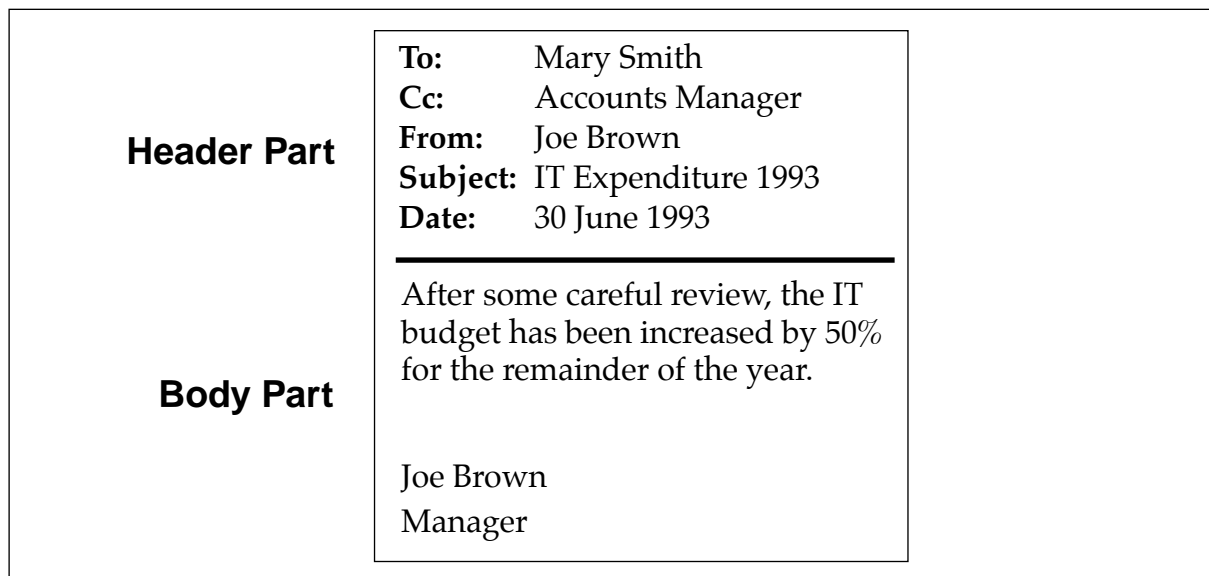 To: Mary Smith
Cc: Accounts Manager
Header Part
From: Joe Brown
Subject: IT Expenditure 1993
Date: 30 June 1993
After some careful review, the IT
budget has been increased by 50%
for the remainder of the year.
Body Part
Joe Brown
Manager